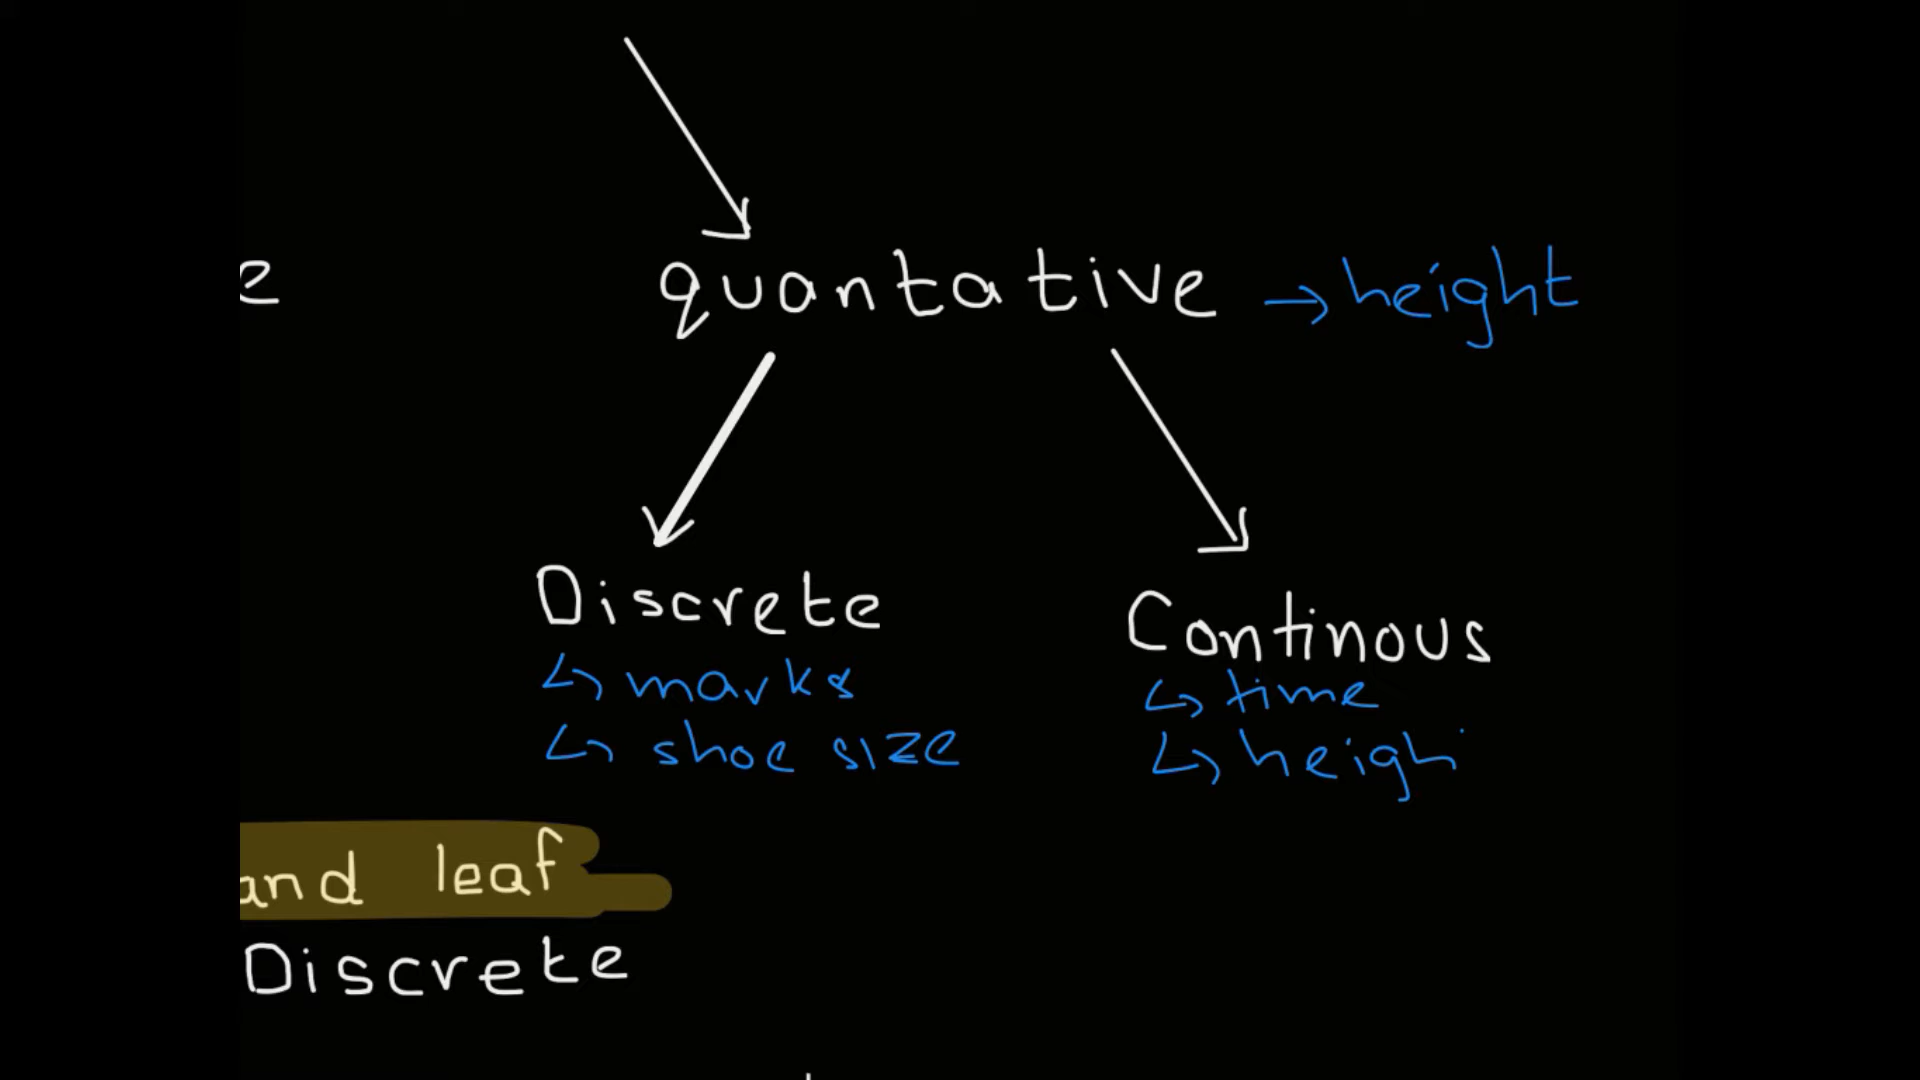 e quantative → height
Discrete Continous
↳ marks ↳ time
↳ shoe size ↳ heigh
and leaf
Discrete